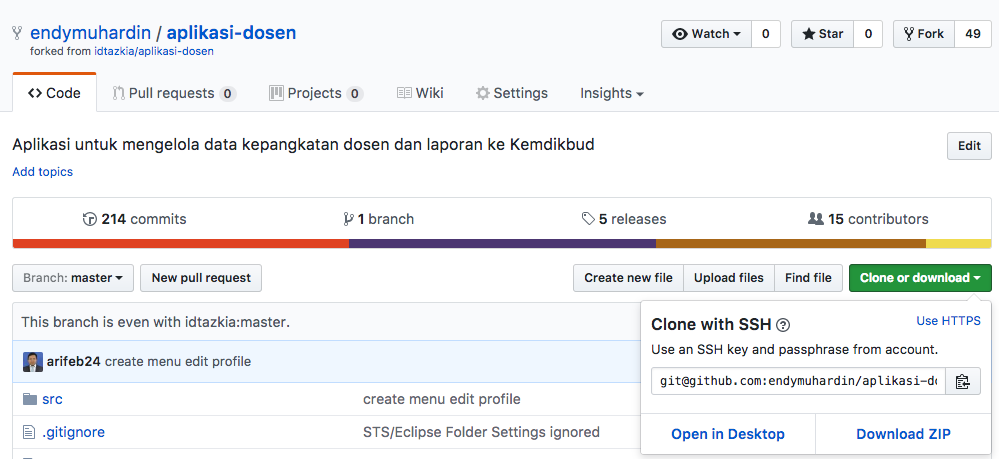 endymuhardin / aplikasi-dosen
forked from idtazkia/aplikasi-dosen
Watch 0 Star 0 Fork 49
Code Pull requests 0 Projects 0 Wiki Settings Insights
Aplikasi untuk mengelola data kepangkatan dosen dan laporan ke Kemdikbud
Edit
Add topics
214 commits 1 branch 5 releases 15 contributors
Branch: master New pull request Create new file Upload files Find file Clone or download
This branch is even with idtazkia:master.
arifeb24 create menu edit profile
src create menu edit profile
.gitignore STS/Eclipse Folder Settings ignored
Clone with SSH ? Use HTTPS
Use an SSH key and passphrase from account.
git@github.com:endymuhardin/aplikasi-do
Open in Desktop Download ZIP